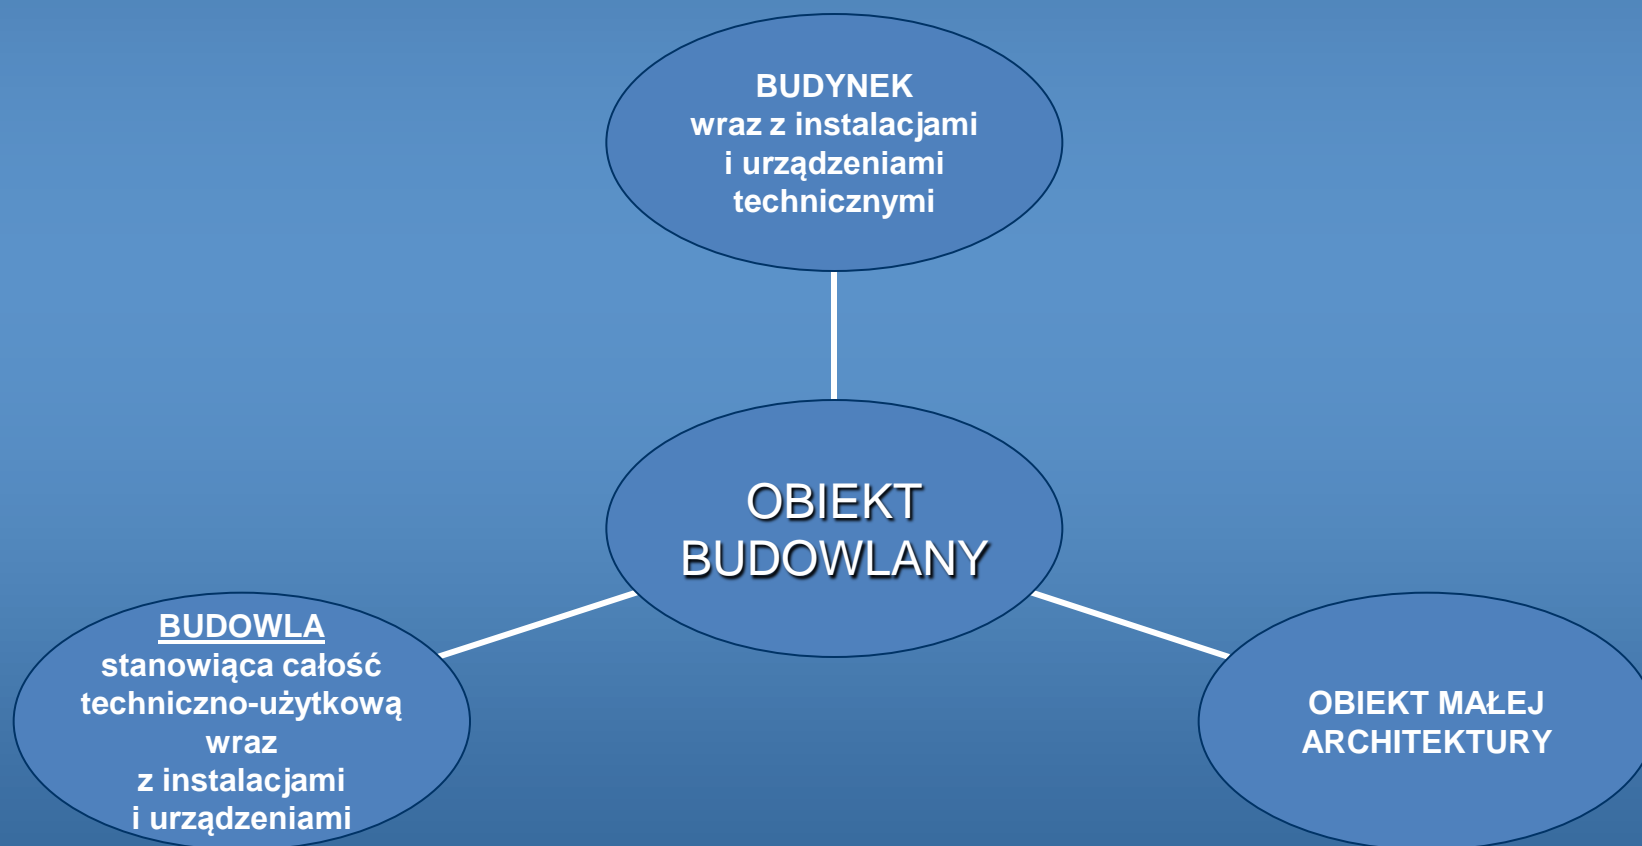 BUDYNEK
wraz z instalacjami
i urządzeniami
technicznymi
OBIEKT
BUDOWLANY
BUDOWLA
stanowiąca całość
techniczno-użytkową
wraz
z instalacjami
i urządzeniami
OBIEKT MAŁEJ
ARCHITEKTURY